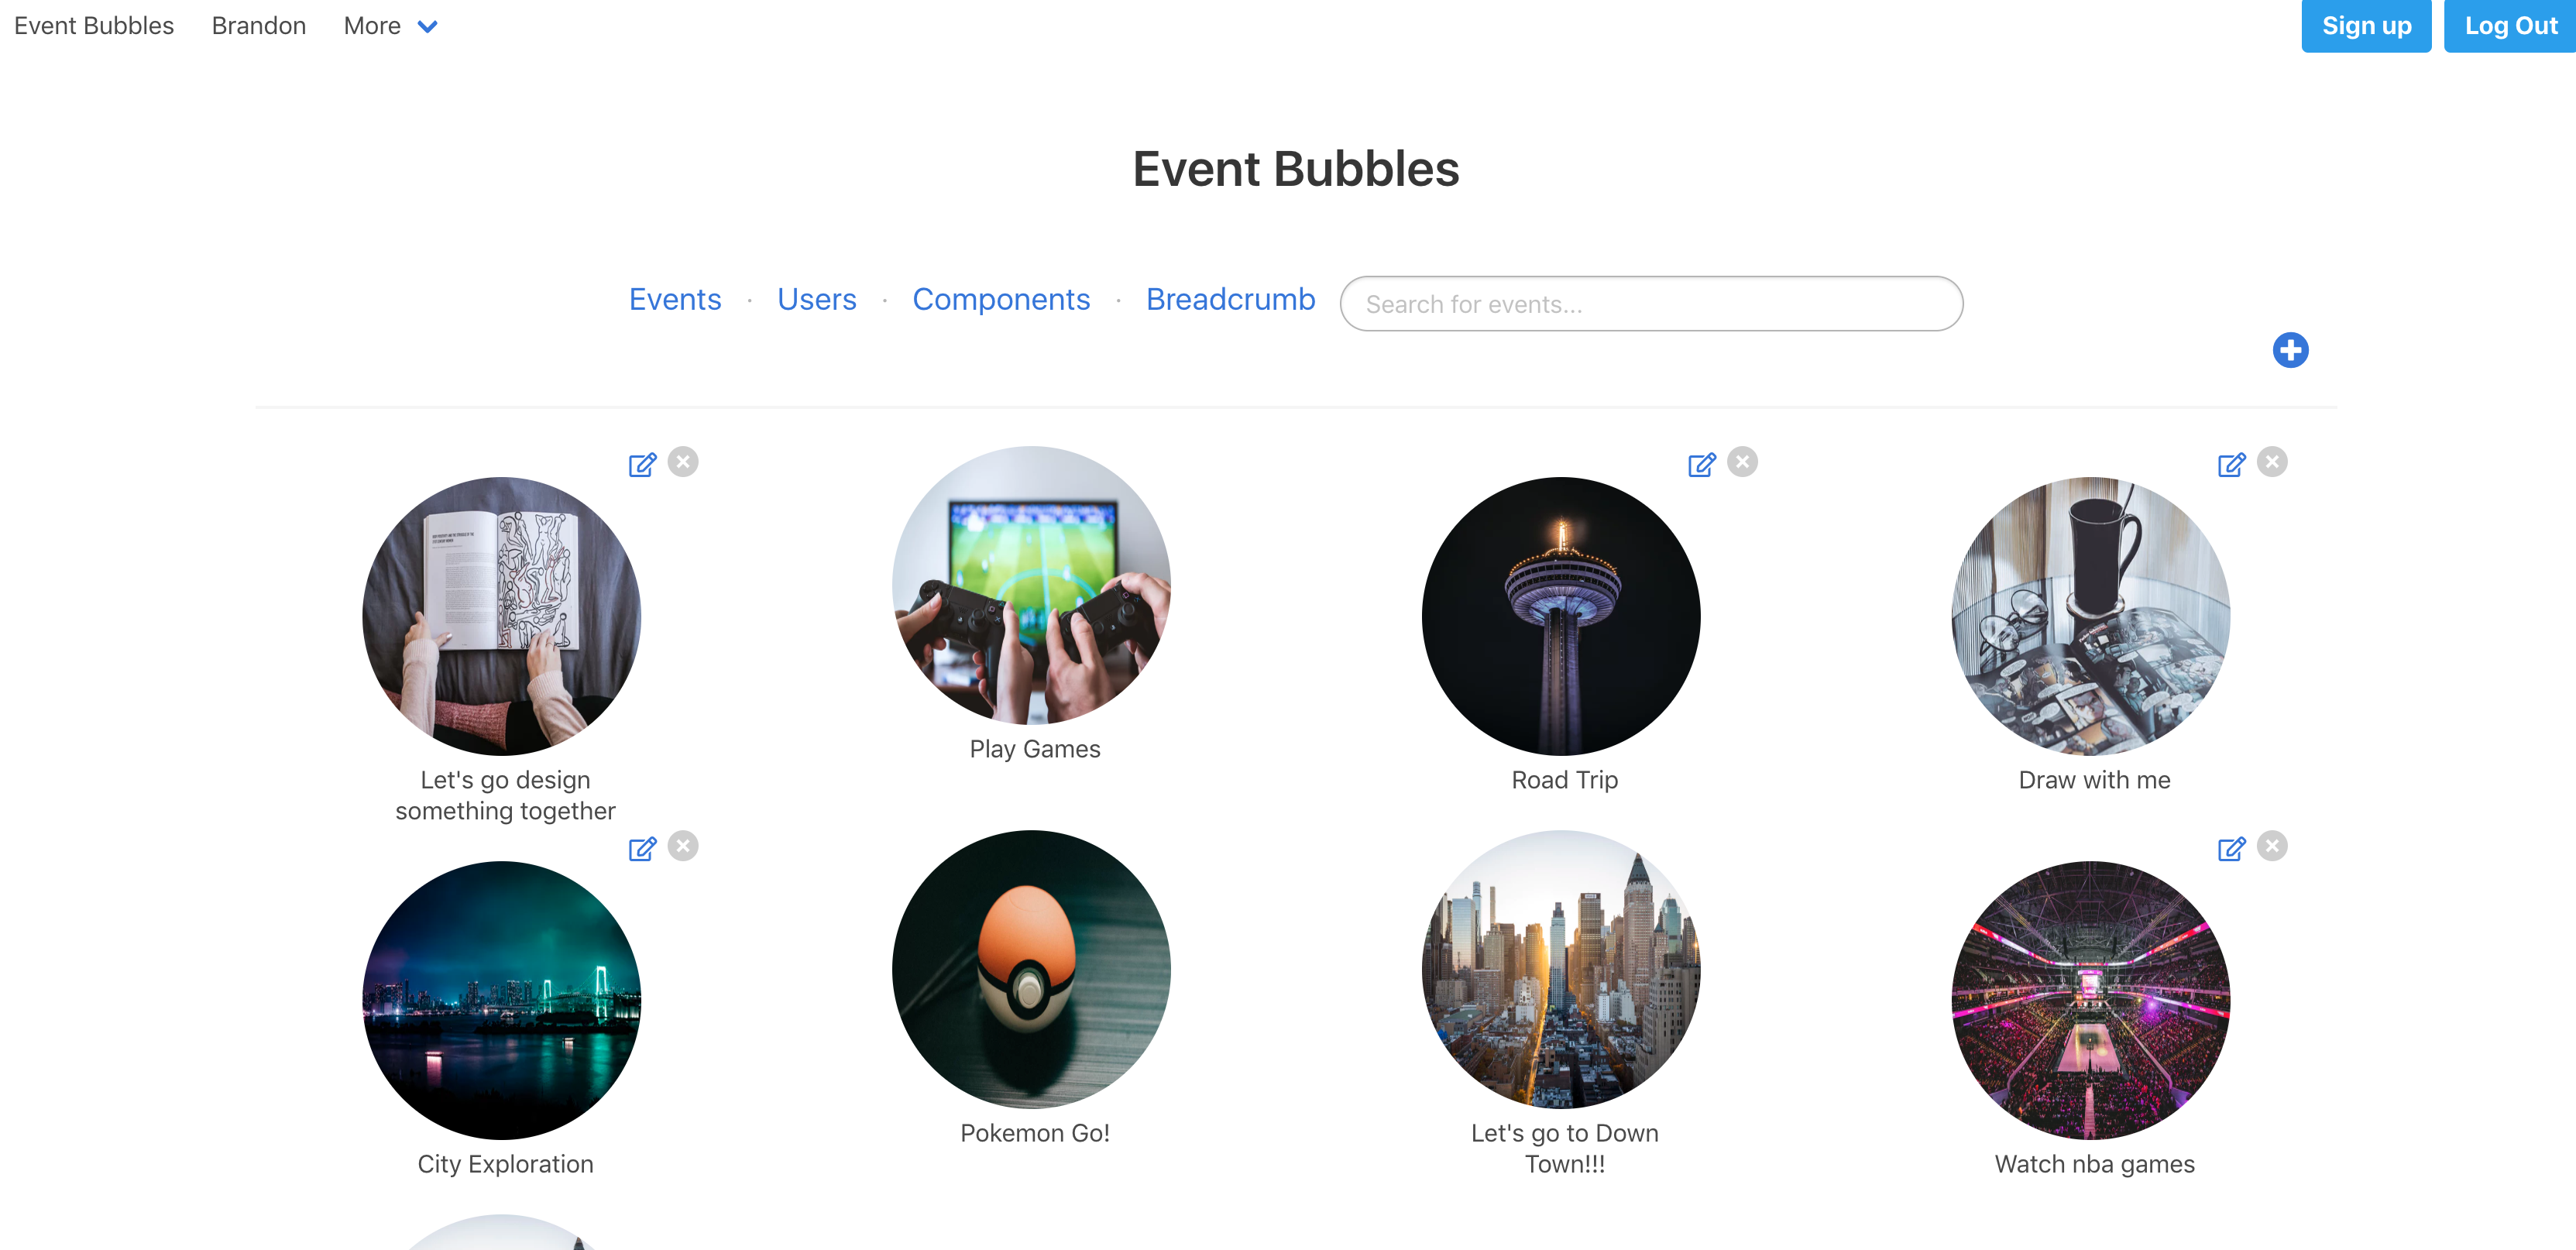 Event Bubbles Brandon More Sign up Log Out
Event Bubbles
Events · Users · Components · Breadcrumb Search for events...
Let's go design
something together
Play Games
Road Trip
Draw with me
City Exploration
Pokemon Go!
Let's go to Down
Town!!!
Watch nba games